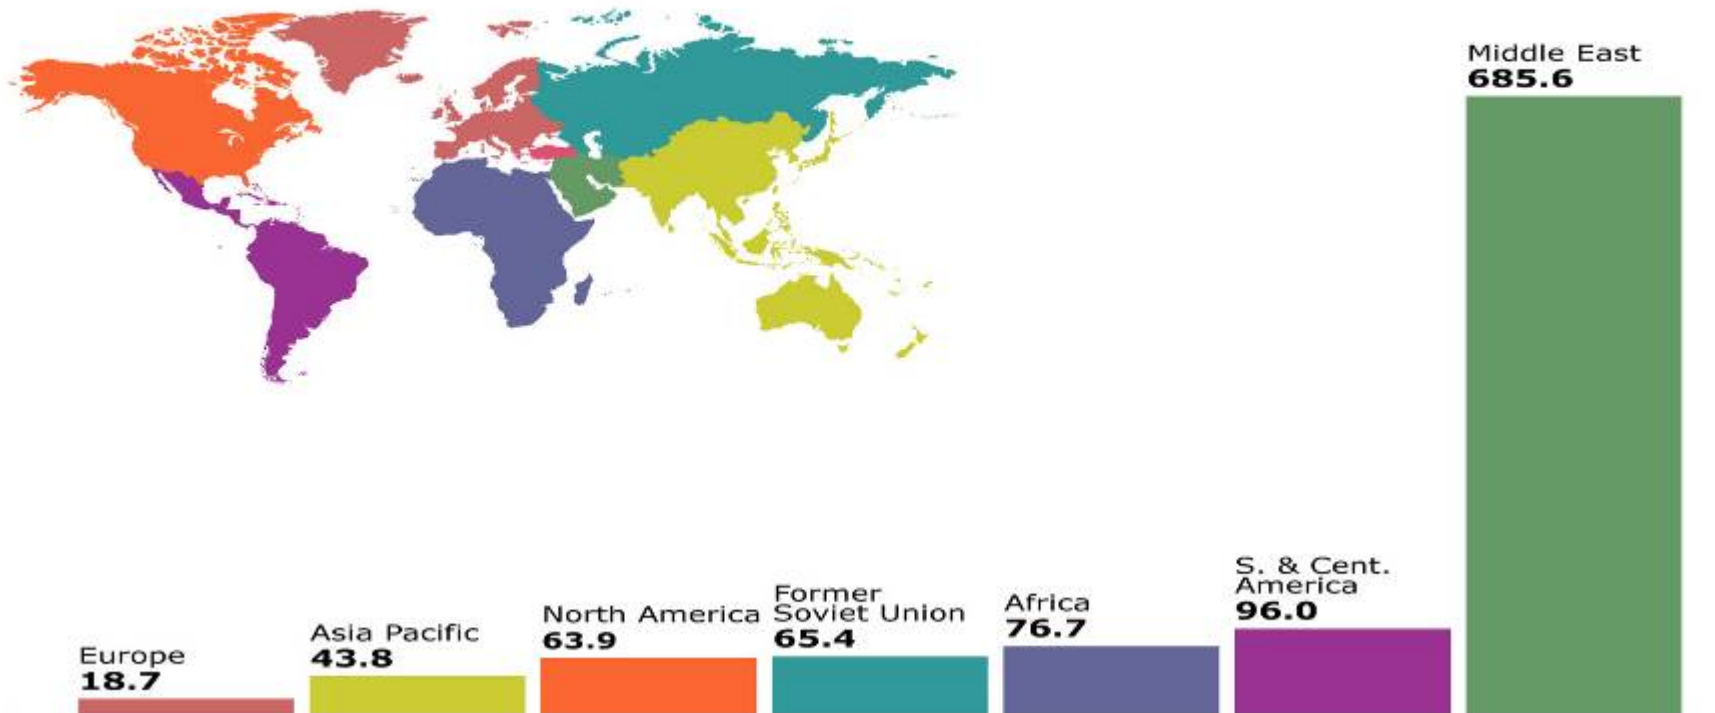 Middle East
685.6
S. & Cent.
America
96.0
Former
Soviet Union
65.4
Africa
76.7
North America
63.9
Asia Pacific
43.8
Europe
18.7